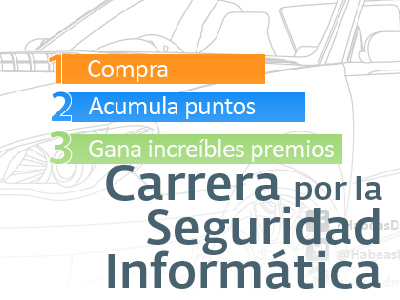 1 Compra
2 Acumula puntos
3 Gana increíbles premios
Carrera por la
Seguridad
Informática